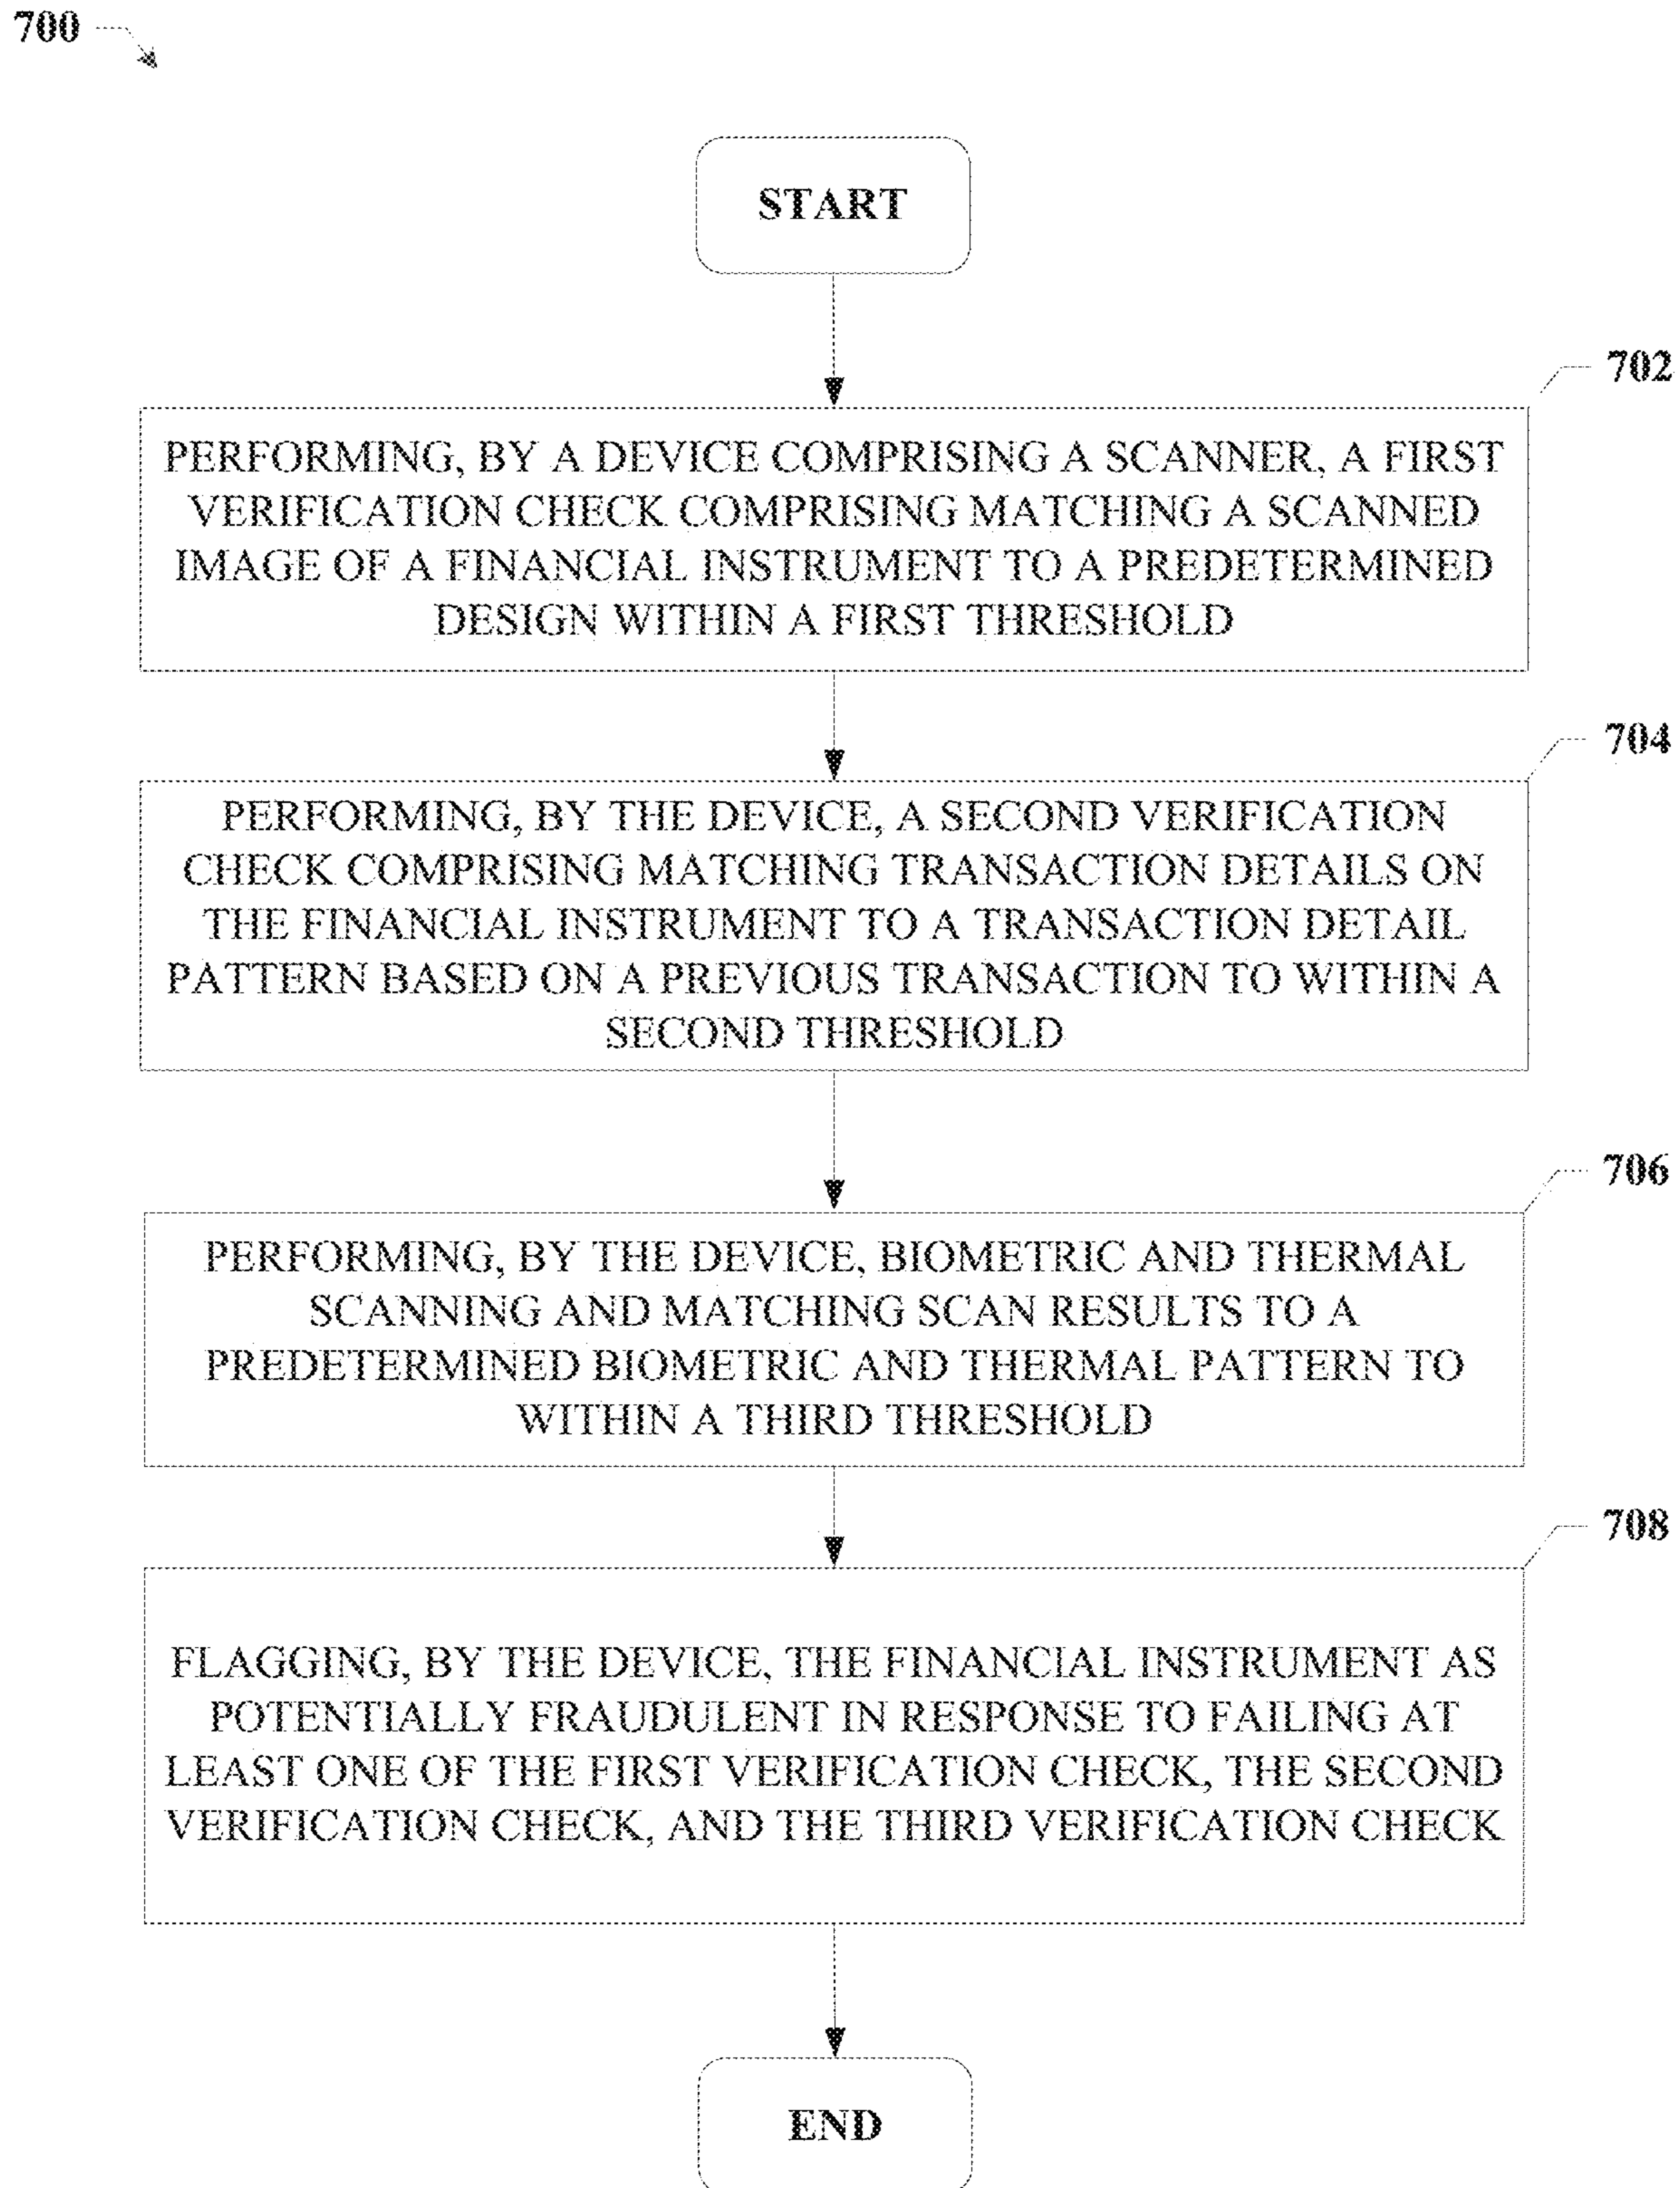 700
START
702
PERFORMING, BY A DEVICE COMPRISING A SCANNER, A FIRST
VERIFICATION CHECK COMPRISING MATCHING A SCANNED
IMAGE OF A FINANCIAL INSTRUMENT TO A PREDETERMINED
DESIGN WITHIN A FIRST THRESHOLD
704
PERFORMING, BY THE DEVICE, A SECOND VERIFICATION
CHECK COMPRISING MATCHING TRANSACTION DETAILS ON
THE FINANCIAL INSTRUMENT TO A TRANSACTION DETAIL
PATTERN BASED ON A PREVIOUS TRANSACTION TO WITHIN A
SECOND THRESHOLD
706
PERFORMING, BY THE DEVICE, BIOMETRIC AND THERMAL
SCANNING AND MATCHING SCAN RESULTS TO A
PREDETERMINED BIOMETRIC AND THERMAL PATTERN TO
WITHIN A THIRD THRESHOLD
708
FLAGGING, BY THE DEVICE, THE FINANCIAL INSTRUMENT AS
POTENTIALLY FRAUDULENT IN RESPONSE TO FAILING AT
LEAST ONE OF THE FIRST VERIFICATION CHECK, THE SECOND
VERIFICATION CHECK, AND THE THIRD VERIFICATION CHECK
END